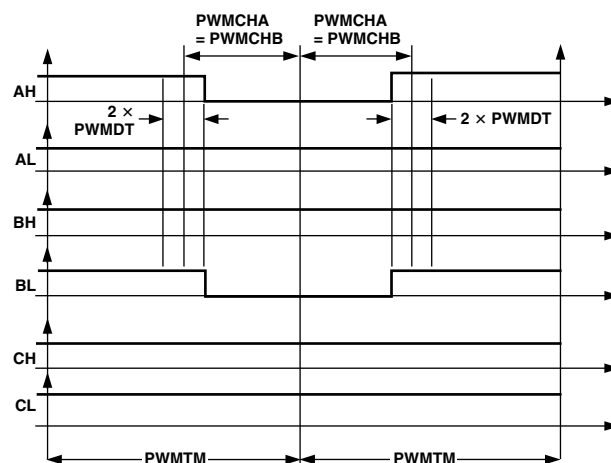 PWMCHA
= PWMCHB
PWMCHA
= PWMCHB
AH
2 ×
PWMDT
2 × PWMDT
AL
BH
BL
CH
CL
PWMTM
PWMTM